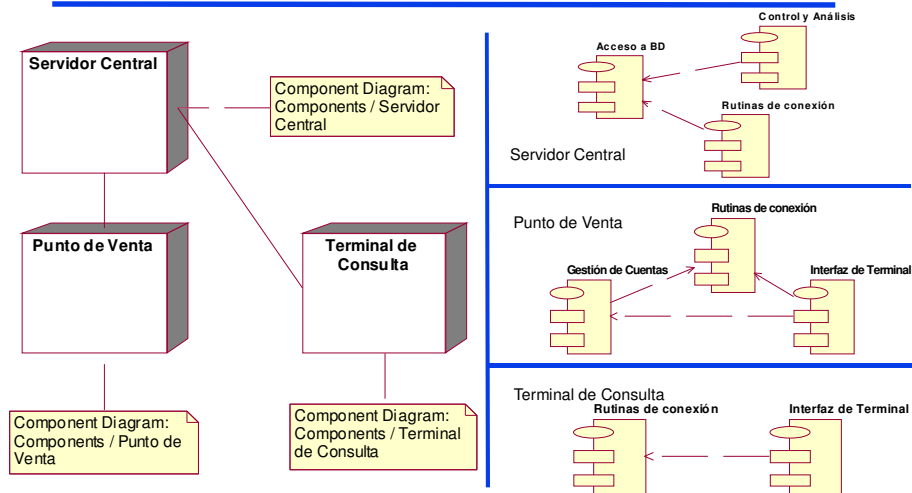 Servidor Central
Component Diagram:
Components / Servidor
Central
Punto de Venta
Terminal de
Consulta
Component Diagram:
Components / Punto de
Venta
Component Diagram:
Components / Terminal
de Consulta
Control y Análisis
Acceso a BD
Rutinas de conexión
Servidor Central
Rutinas de conexión
Punto de Venta
Gestión de Cuentas
Interfaz de Terminal
Terminal de Consulta
Rutinas de conexión
Interfaz de Terminal